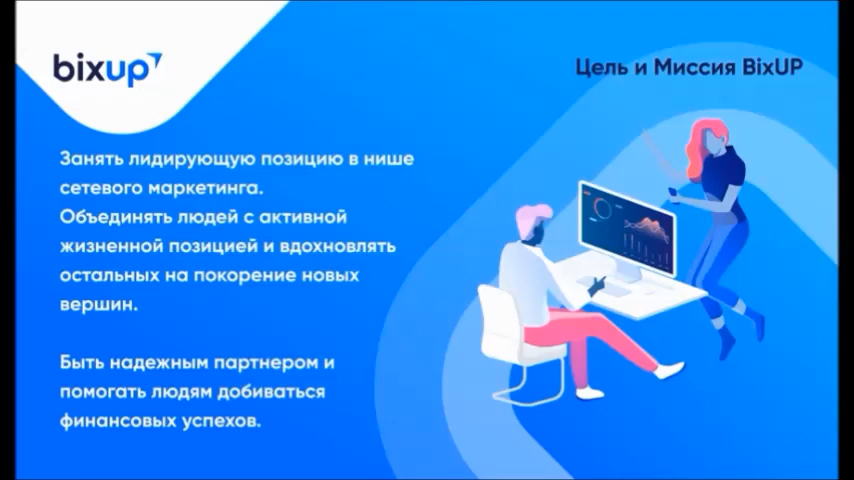 bixup
Цель и Миссия BixUP
Занять лидирующую позицию в нише
сетевого маркетинга.
Объединять людей с активной
жизненной позицией и вдохновлять
остальных на покорение новых
вершин.
Быть надежным партнером и
помогать людям добиваться
финансовых успехов.